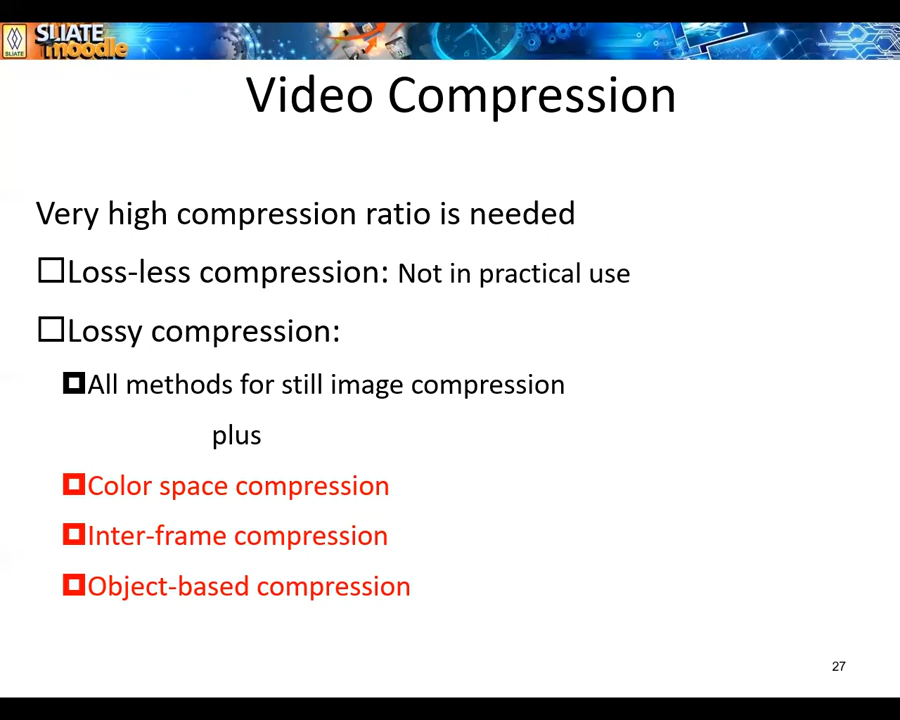 SLIATE
moodle
SLIATE
Video Compression
Very high compression ratio is needed
Loss-less compression: Not in practical use
Lossy compression:
All methods for still image compression
plus
Color space compression
Inter-frame compression
Object-based compression
27